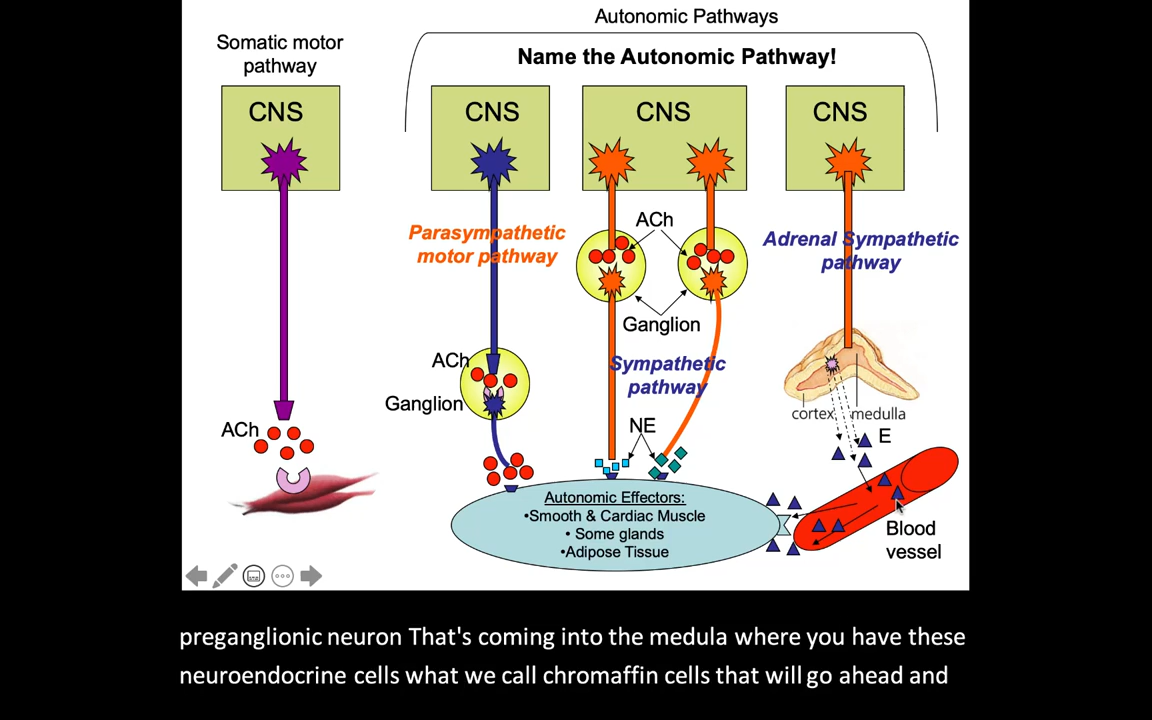 Autonomic Pathways
Somatic motor
pathway
Name the Autonomic Pathway!
CNS
CNS
CNS
CNS
Parasympathetic
motor pathway
ACh
Adrenal Sympathetic
pathway
Ganglion
Sympathetic
pathway
ACh
Ganglion
cortex
medulla
ACh
NE
E
Autonomic Effectors:
•Smooth & Cardiac Muscle
• Some glands
•Adipose Tissue
Blood
vessel
preganglionic neuron That's coming into the medula where you have these
neuroendocrine cells what we call chromaffin cells that will go ahead and